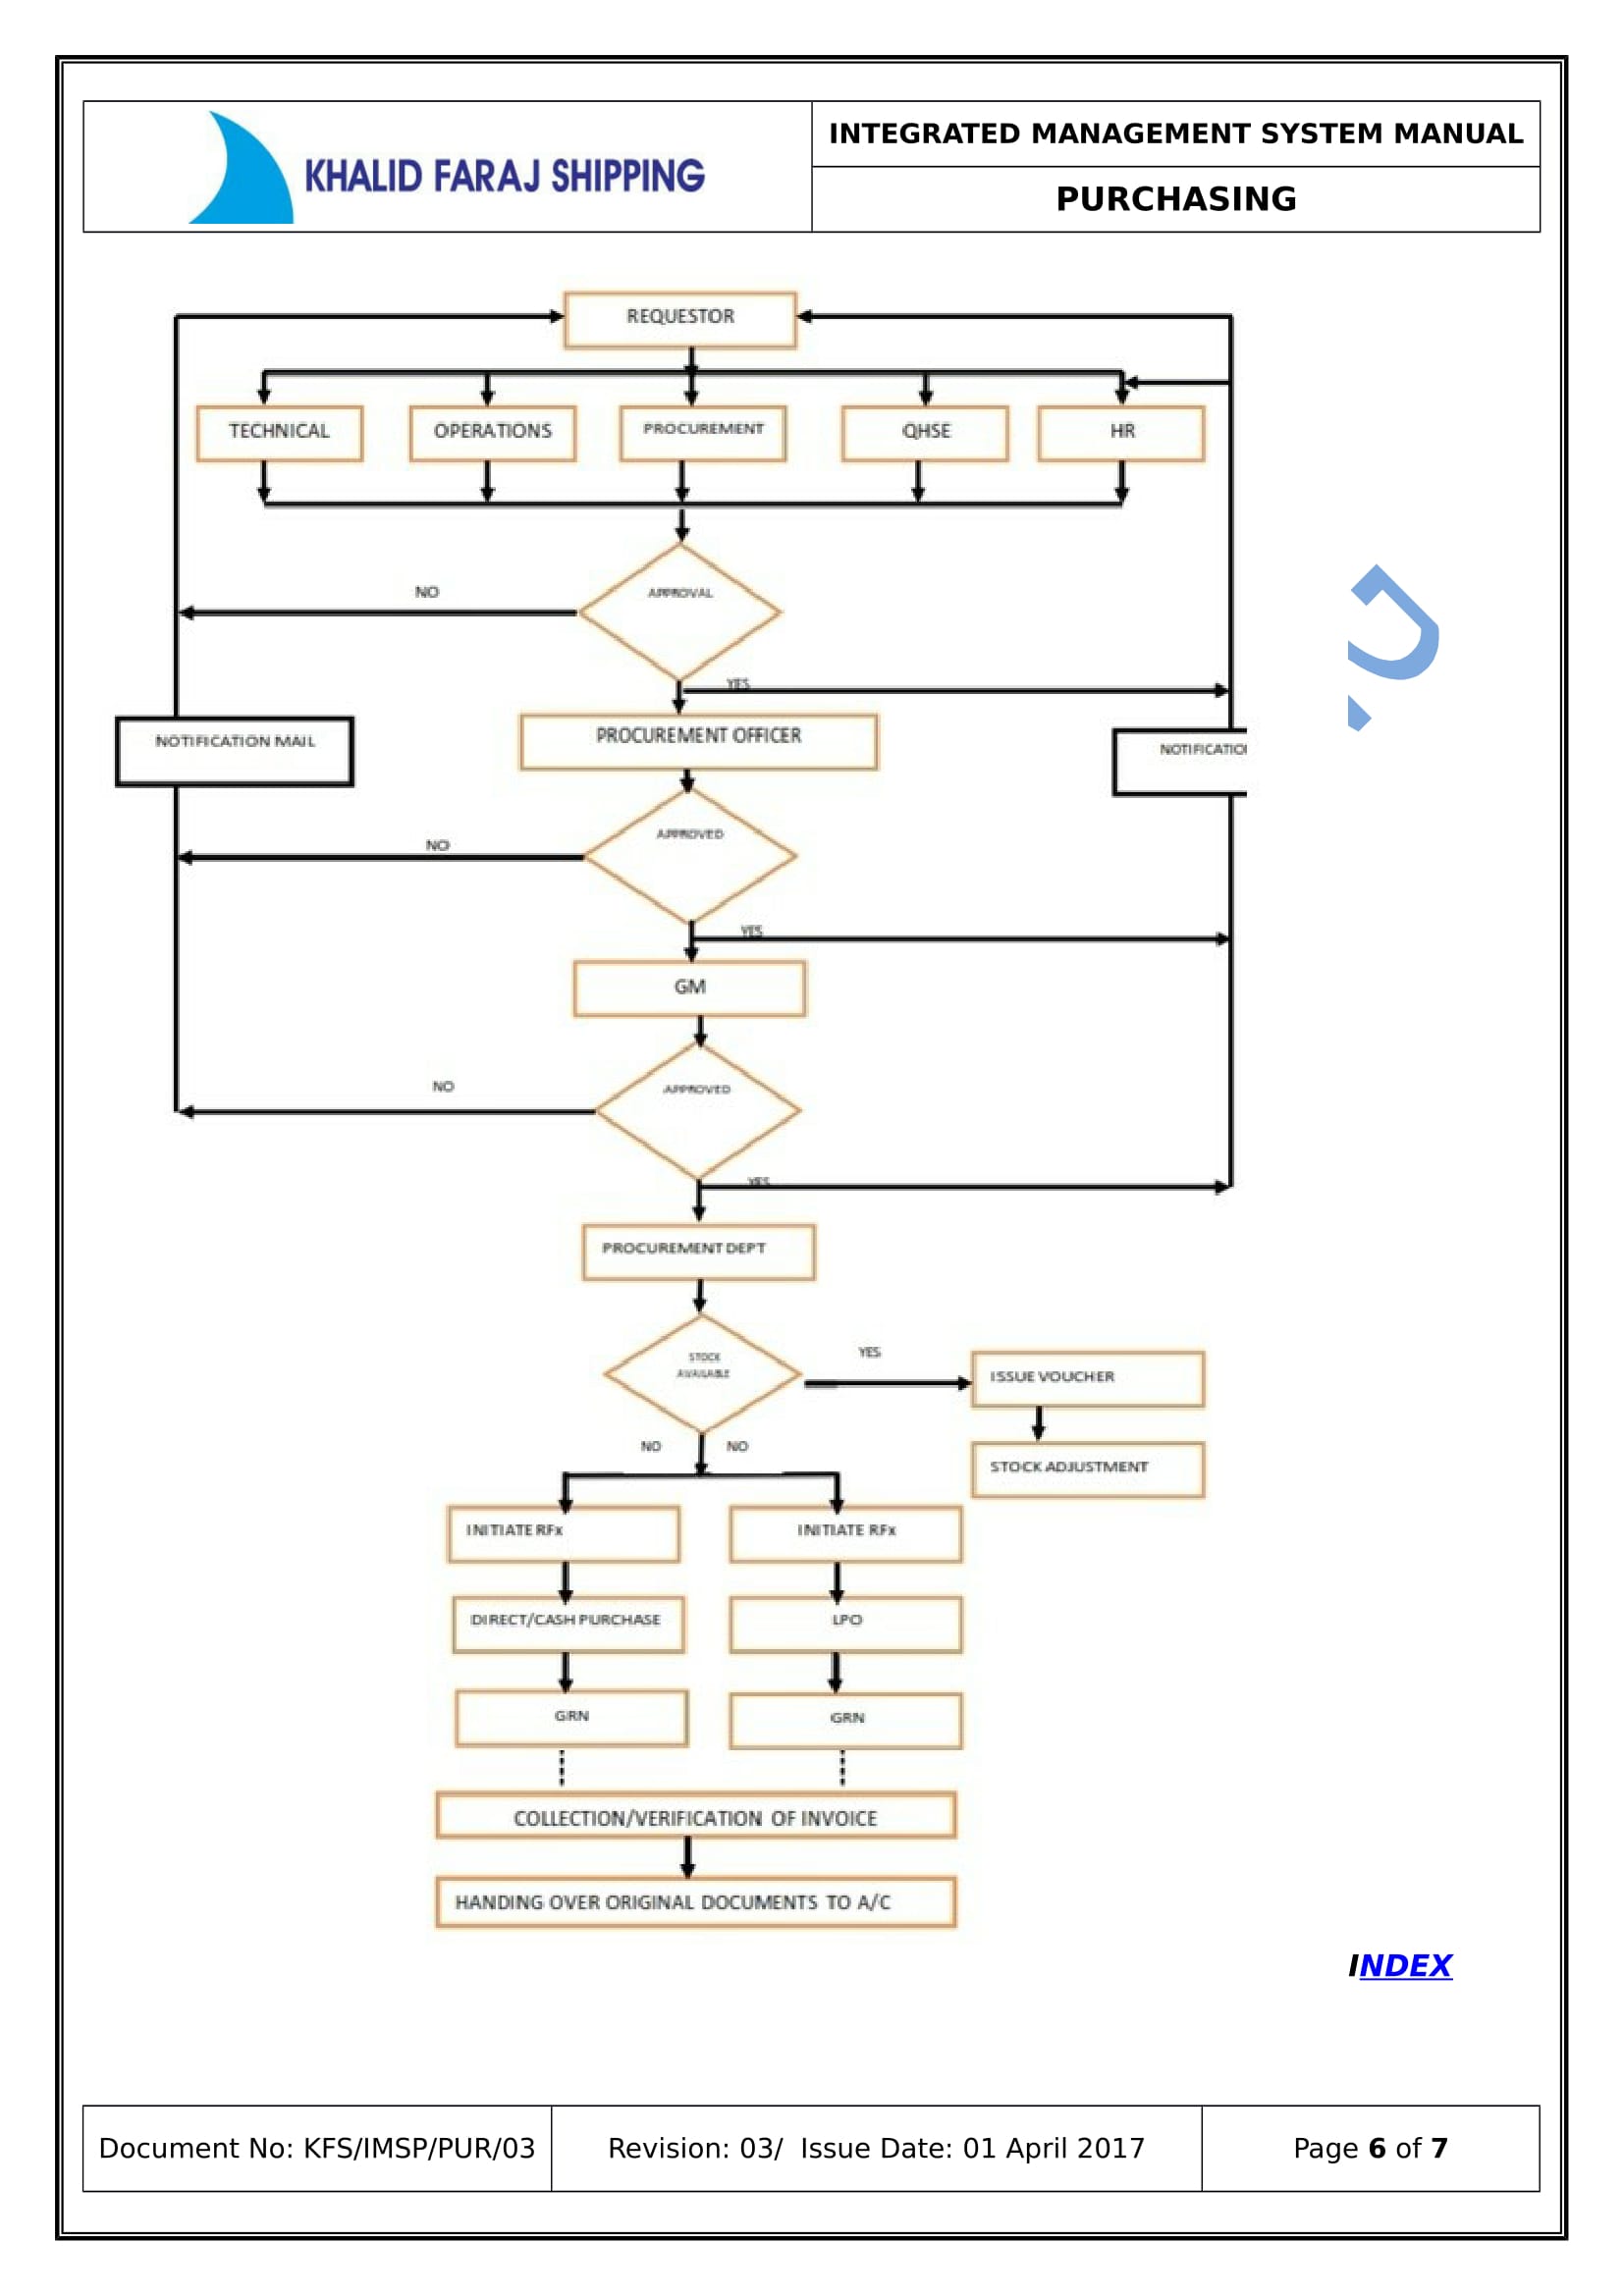 KHALID FARAJ SHIPPING
INTEGRATED MANAGEMENT SYSTEM MANUAL
PURCHASING
REQUESTOR
TECHNICAL
OPERATIONS
PROCUREMENT
QHSE
HR
APPROVAL
NO
YES
PROCUREMENT OFFICER
NOTIFICATION MAIL
NOTIFICATIO
APPROVED
NO
YES
GM
APPROVED
NO
YES
PROCUREMENT DEPT
STOCK
AVAILABLE
YES
ISSUE VOUCHER
STOCK ADJUSTMENT
NO
NO
INITIATE RFx
INITIATE RFx
DIRECT/CASH PURCHASE
LPO
GRN
GRN
COLLECTION/VERIFICATION OF INVOICE
HANDING OVER ORIGINAL DOCUMENTS TO A/C
INDEX
Document No: KFS/IMSP/PUR/03
Revision: 03/ Issue Date: 01 April 2017
Page 6 of 7